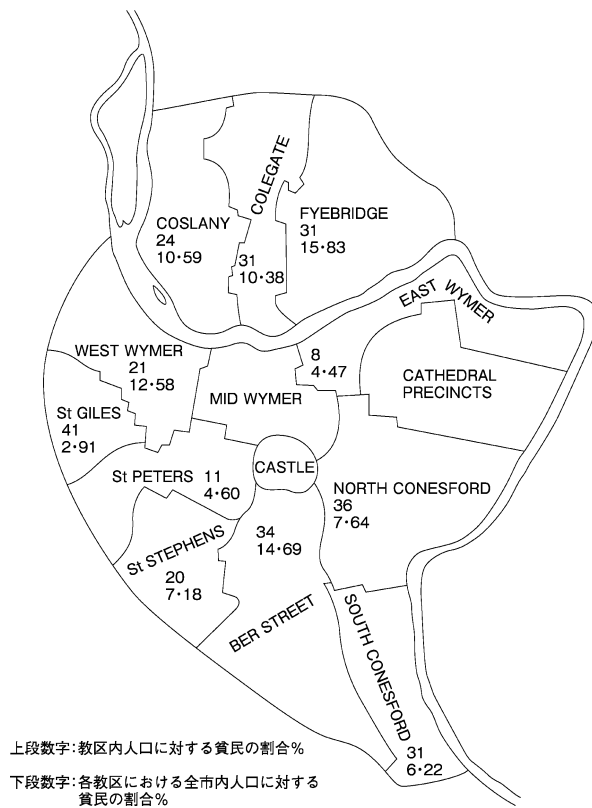 COLEGATE
31
10・38
COSLANY
24
10・59
FYEBRIDGE
31
15・83
EAST WYMER
8
4・47
WEST WYMER
21
12・58
MID WYMER
CATHEDRAL
PRECINCTS
St GILES
41
2・91
CASTLE
St PETERS 11
4・60
NORTH CONESFORD
36
7・64
St STEPHENS
20
7・18
34
14・69
BER STREET
SOUTH CONESFORD
31
6・22
上段数字:教区内人口に対する貧民の割合%
下段数字:各教区における全市内人口に対する
貧民の割合%